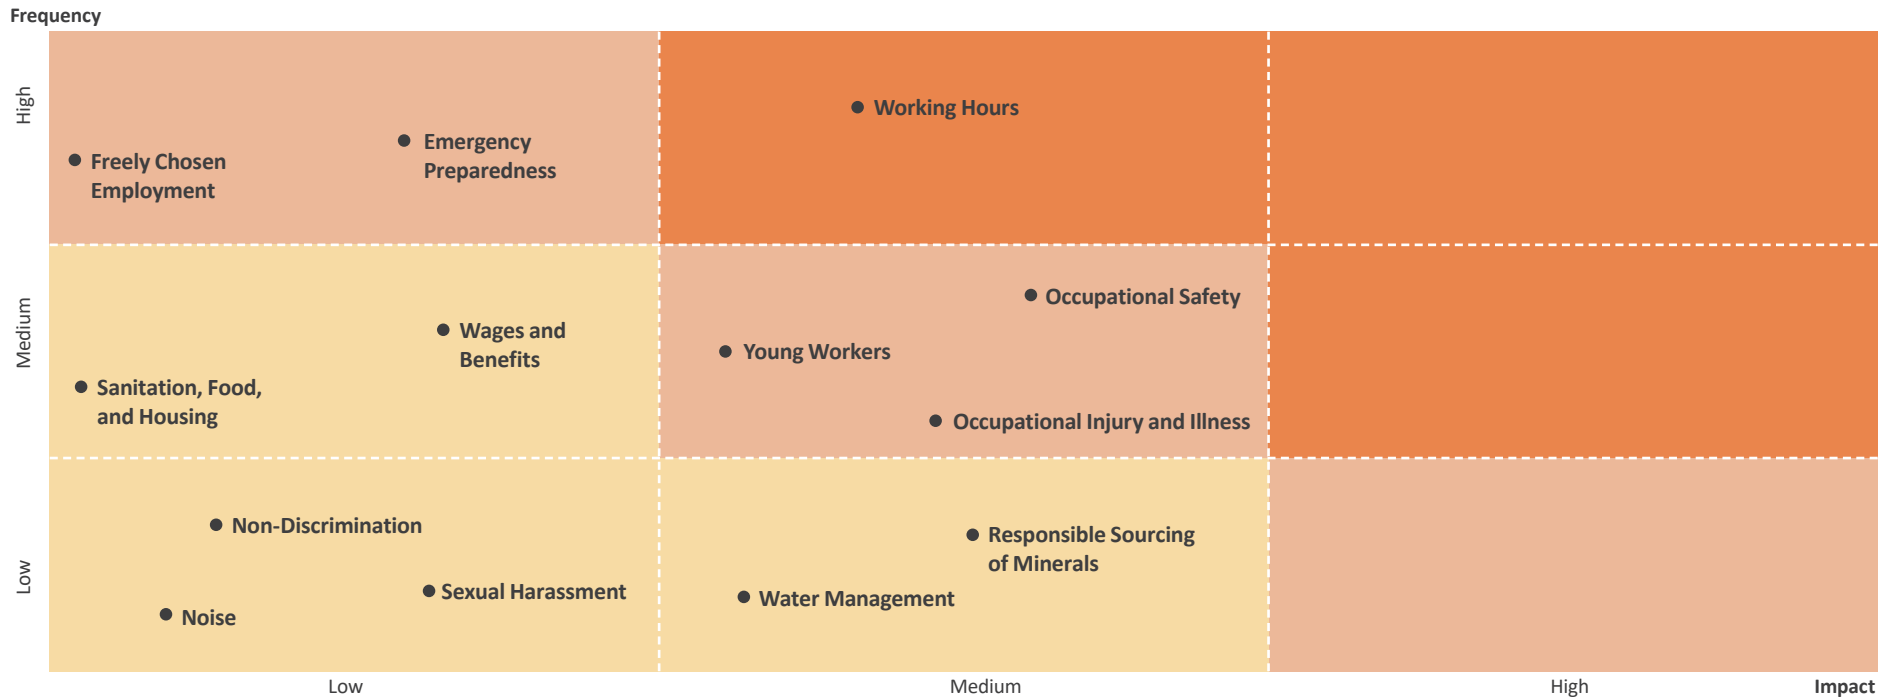 Frequency
High
Working Hours
Emergency
Preparedness
Freely Chosen
Employment
Medium
Occupational Safety
Wages and
Benefits
Young Workers
Sanitation, Food,
and Housing
Occupational Injury and Illness
Low
Non-Discrimination
Responsible Sourcing
of Minerals
Sexual Harassment
Water Management
Noise
Low
Medium
High
Impact